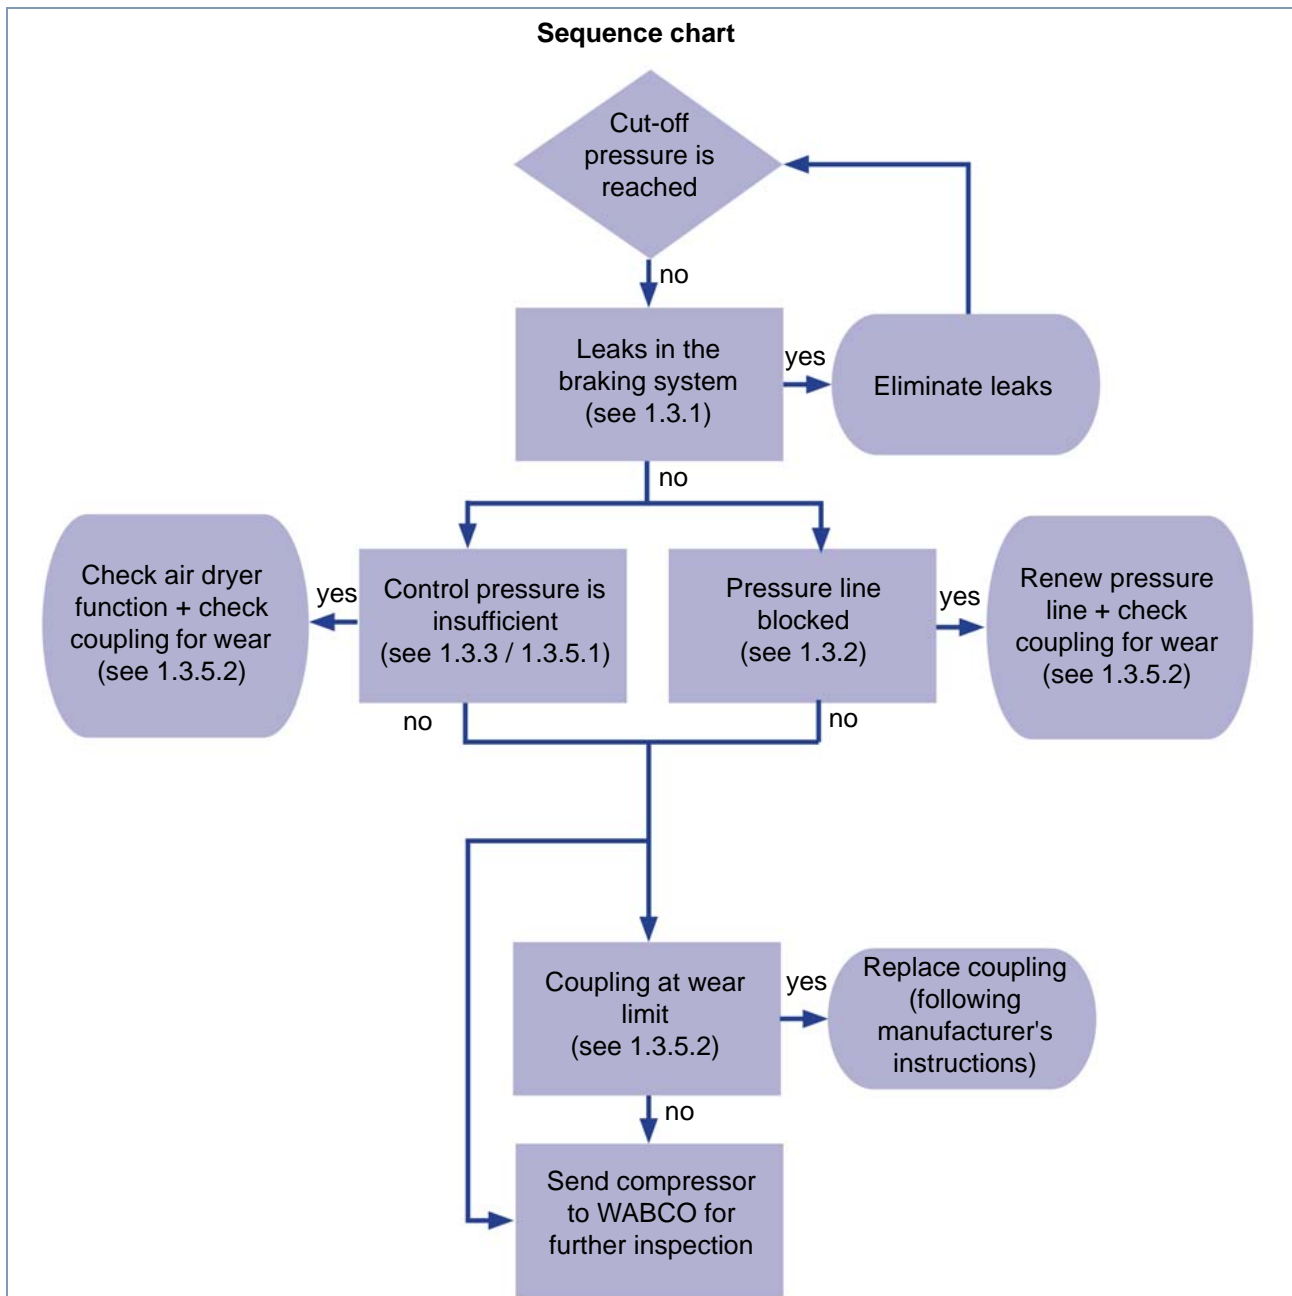 Sequence chart
Cut-off
pressure is
reached
no
Leaks in the
braking system
(see 1.3.1)
yes
Eliminate leaks
no
Check air dryer
function + check
coupling for wear
(see 1.3.5.2)
yes
Control pressure is
insufficient
(see 1.3.3 / 1.3.5.1)
Pressure line
blocked
(see 1.3.2)
yes
Renew pressure
line + check
coupling for wear
(see 1.3.5.2)
no
no
Coupling at wear
limit
(see 1.3.5.2)
yes
Replace coupling
(following
manufacturer's
instructions)
no
Send compressor
to WABCO for
further inspection